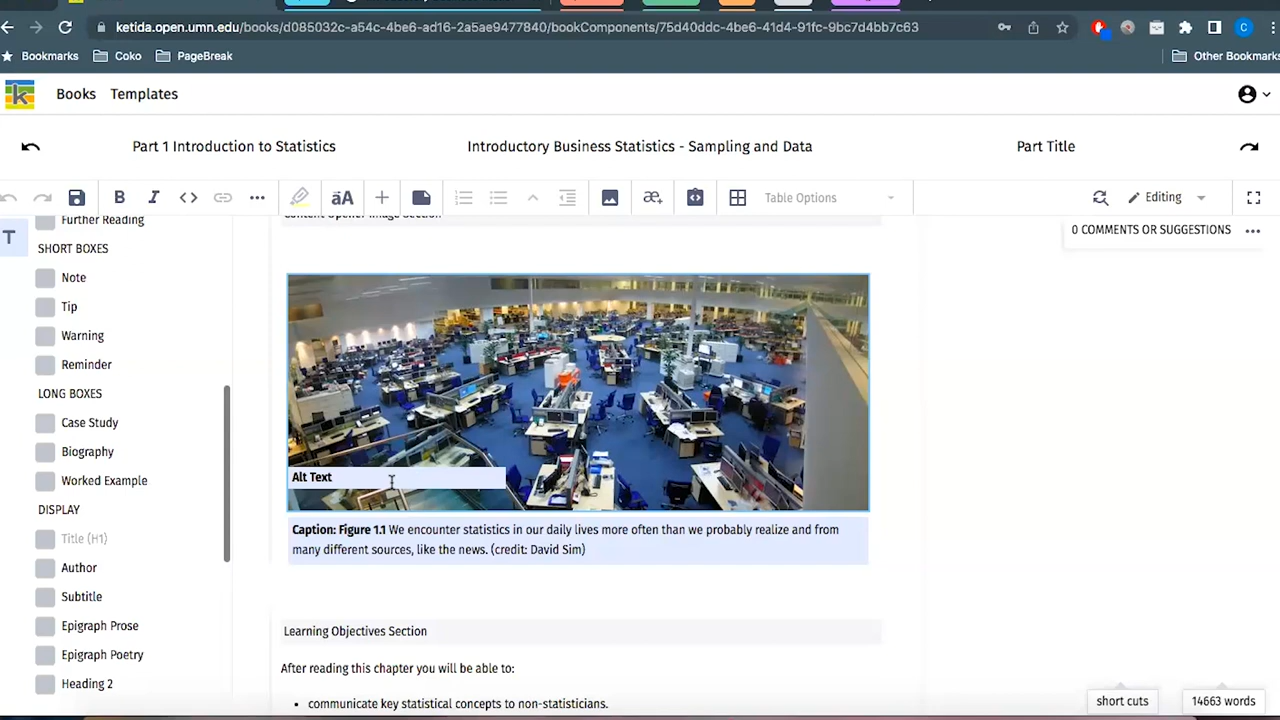 ketida.open.umn.edu/books/d085032c-a54c-4be6-ad16-2a5ae9477840/bookComponents/75d40ddc-4be6-41d4-91fc-9bc7d4bb7c63
C
Bookmarks Coko PageBreak Other Bookmarks
k Books Templates
Part 1 Introduction to Statistics Introductory Business Statistics - Sampling and Data Part Title
B I <> ... aA + æ Table Options Editing
Further Reading
Content Opener Image Section
T
0 COMMENTS OR SUGGESTIONS ...
SHORT BOXES
Note
Tip
Warning
Reminder
LONG BOXES
Case Study
Biography
Worked Example
DISPLAY
Title (H1)
Author
Subtitle
Epigraph Prose
Epigraph Poetry
Heading 2
Alt Text
Caption: Figure 1.1 We encounter statistics in our daily lives more often than we probably realize and from
many different sources, like the news. (credit: David Sim)
Learning Objectives Section
After reading this chapter you will be able to:
• communicate key statistical concepts to non-statisticians.
short cuts 14663 words